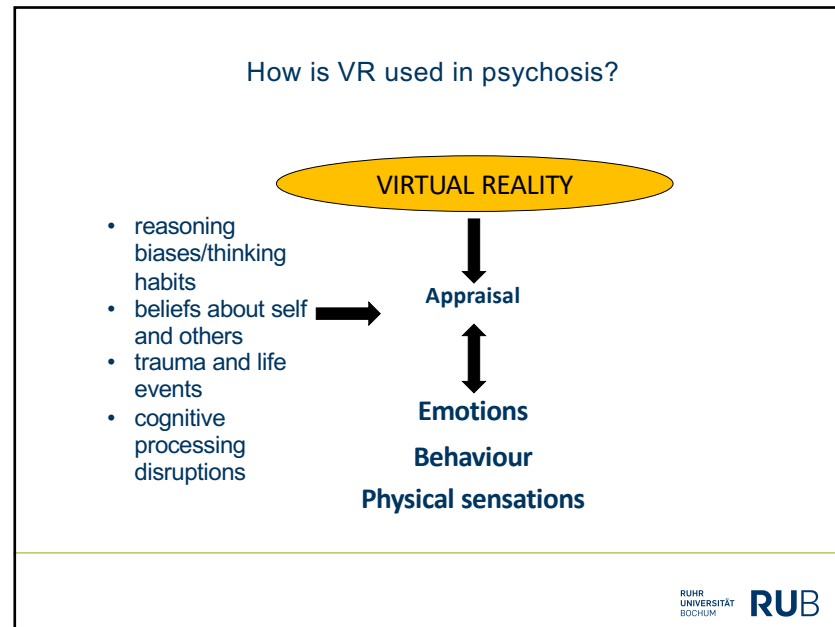 How is VR used in psychosis?
VIRTUAL REALITY
• reasoning
biases/thinking
habits
• beliefs about self
and others
• trauma and life
events
• cognitive
processing
disruptions
Appraisal
Emotions
Behaviour
Physical sensations
RUHR
UNIVERSITÄT
BOCHUM
RUB